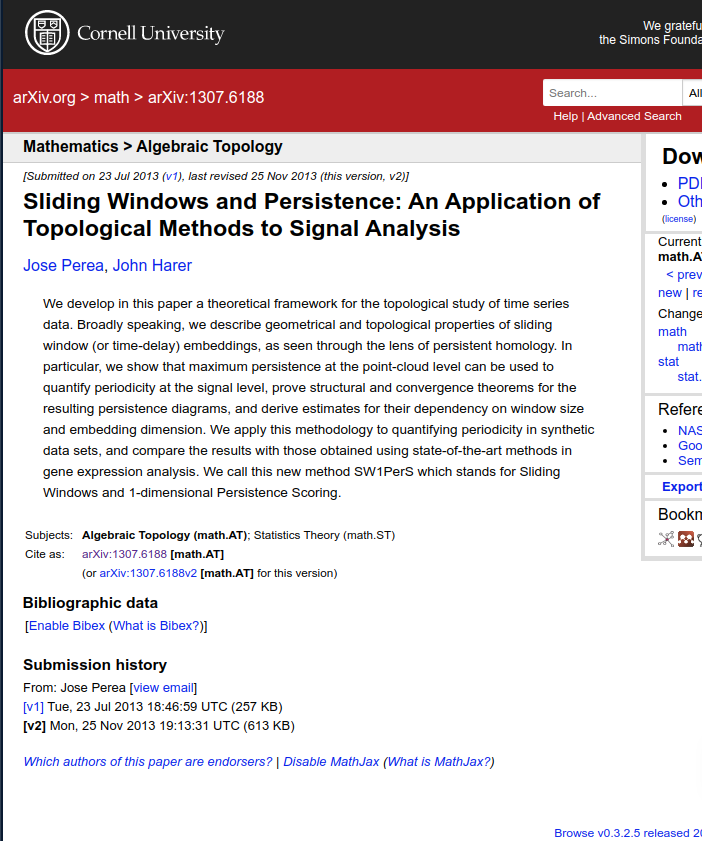 Cornell University
We gratefu
the Simons Founda
arXiv.org > math > arXiv:1307.6188
Search...
All
Help | Advanced Search
Mathematics > Algebraic Topology
[Submitted on 23 Jul 2013 (v1), last revised 25 Nov 2013 (this version, v2)]
Sliding Windows and Persistence: An Application of
Topological Methods to Signal Analysis
Jose Perea, John Harer
We develop in this paper a theoretical framework for the topological study of time series
data. Broadly speaking, we describe geometrical and topological properties of sliding
window (or time-delay) embeddings, as seen through the lens of persistent homology. In
particular, we show that maximum persistence at the point-cloud level can be used to
quantify periodicity at the signal level, prove structural and convergence theorems for the
resulting persistence diagrams, and derive estimates for their dependency on window size
and embedding dimension. We apply this methodology to quantifying periodicity in synthetic
data sets, and compare the results with those obtained using state-of-the-art methods in
gene expression analysis. We call this new method SW1PerS which stands for Sliding
Windows and 1-dimensional Persistence Scoring.
Subjects: Algebraic Topology (math.AT); Statistics Theory (math.ST)
Cite as: arXiv:1307.6188 [math.AT]
(or arXiv:1307.6188v2 [math.AT] for this version)
Bibliographic data
[Enable Bibex (What is Bibex?)]
Submission history
From: Jose Perea [view email]
[v1] Tue, 23 Jul 2013 18:46:59 UTC (257 KB)
[v2] Mon, 25 Nov 2013 19:13:31 UTC (613 KB)
Which authors of this paper are endorsers? | Disable MathJax (What is MathJax?)
Dow
PDF
Oth
(license)
Current
math.A
< prev
new | re
Change
math
math
stat
stat.
Refere
NAS
Goo
Sem
Export
Bookm
Browse v0.3.2.5 released 20